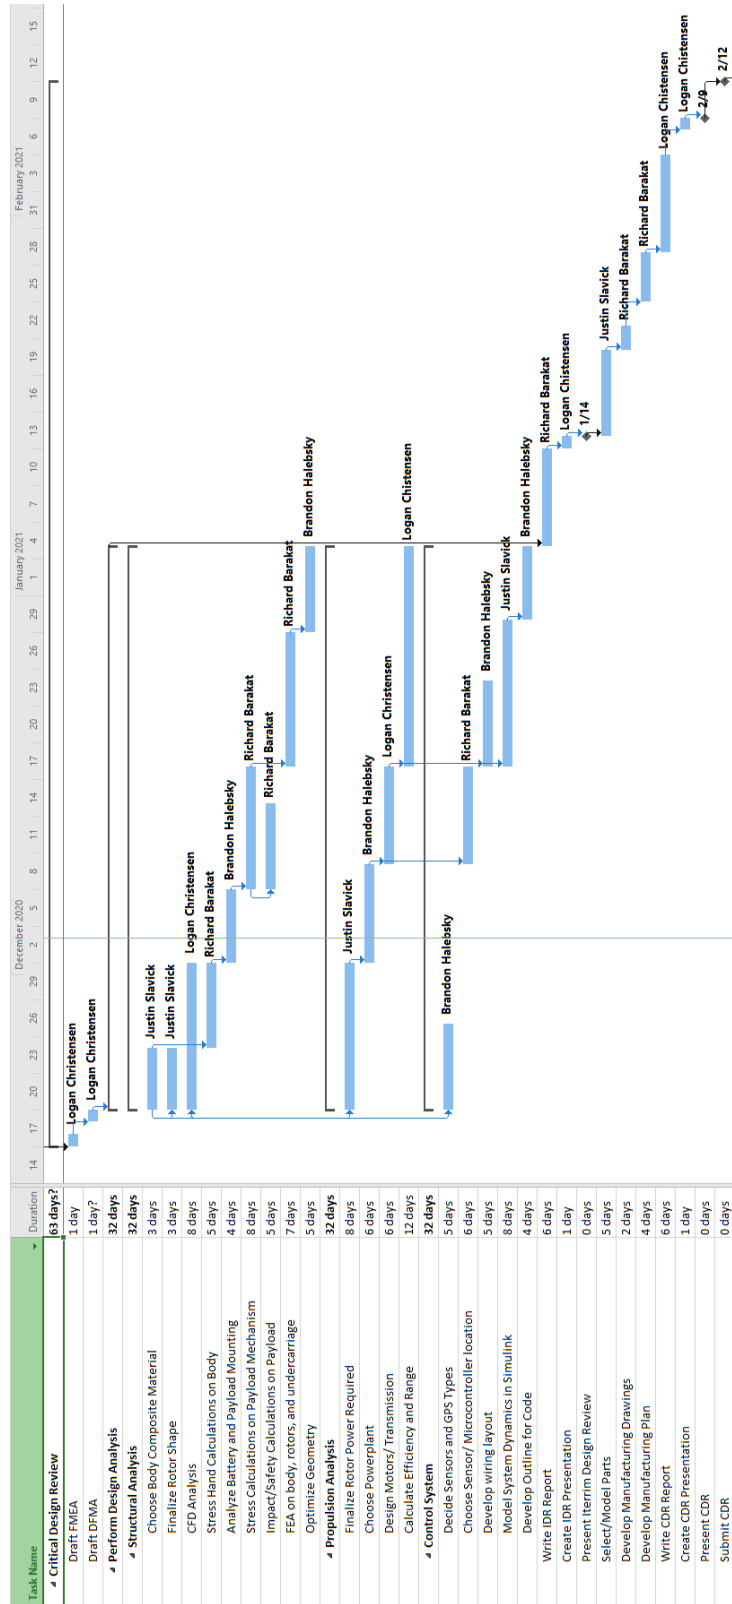 Task Name Duration
November 2020 December 2020 January 2021 February 2021
14 17 20 23 26 29 2 5 8 11 14 17 20 23 26 29 1 4 7 10 13 16 19 22 25 28 31 3 6 9 12 15
Critical Design Review 63 days?
Draft FMEA 1 day Logan Christensen
Draft DFMA 1 day? Logan Christensen
Perform Design Analysis 32 days
Structural Analysis 32 days
Choose Body Composite Material 3 days Justin Slavick
Finalize Rotor Shape 3 days Justin Slavick
CFD Analysis 8 days Logan Christensen
Stress Hand Calculations on Body 5 days Richard Barakat
Analyze Battery and Payload Mounting 4 days Brandon Halebsky
Stress Calculations on Payload Mechanism 8 days Richard Barakat
Impact/Safety Calculations on Payload 5 days Richard Barakat
FEA on body, rotors, and undercarriage 7 days Richard Barakat
Optimize Geometry 5 days Brandon Halebsky
Propulsion Analysis 32 days
Finalize Rotor Power Required 8 days Justin Slavick
Choose Powerplant 6 days Brandon Halebsky
Design Motors/ Transmission 6 days Logan Christensen
Calculate Efficiency and Range 12 days Logan Christensen
Control System 32 days
Decide Sensors and GPS Types 5 days Brandon Halebsky
Choose Sensor/ Microcontroller location 6 days Richard Barakat
Develop wiring layout 5 days Brandon Halebsky
Model System Dynamics in Simulink 8 days Justin Slavick
Develop Outline for Code 4 days Brandon Halebsky
Write IDR Report 6 days Richard Barakat
Create IDR Presentation 1 day Logan Christensen
Present Iterrim Design Review 0 days 1/14
Select/Model Parts 5 days Justin Slavick
Develop Manufacturing Drawings 2 days Richard Barakat
Develop Manufacturing Plan 4 days Richard Barakat
Write CDR Report 6 days Logan Chistensen
Create CDR Presentation 1 day Logan Chistensen
Present CDR 0 days 2/9
Submit CDR 0 days 2/12